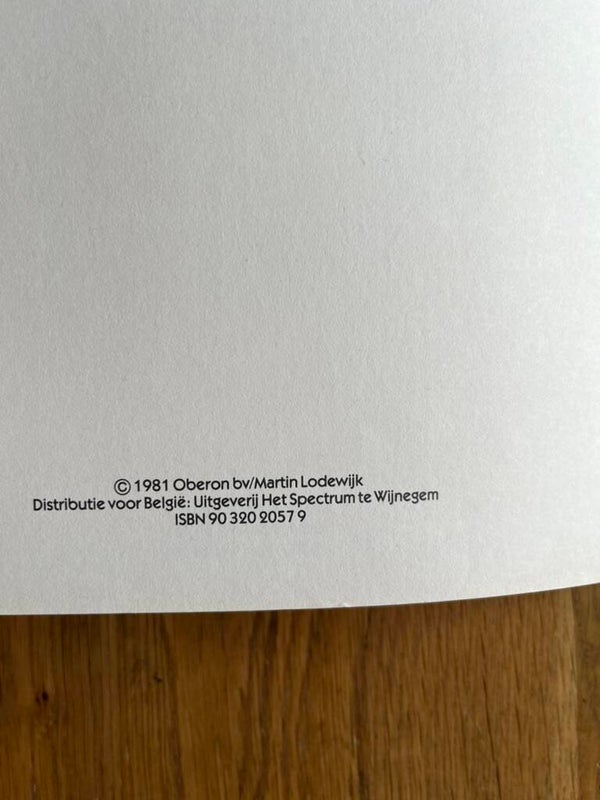 © 1981 Oberon bv/Martin Lodewijk
Distributie voor België: Uitgeverij Het Spectrum te Wijnegem
ISBN 90 320 2057 9